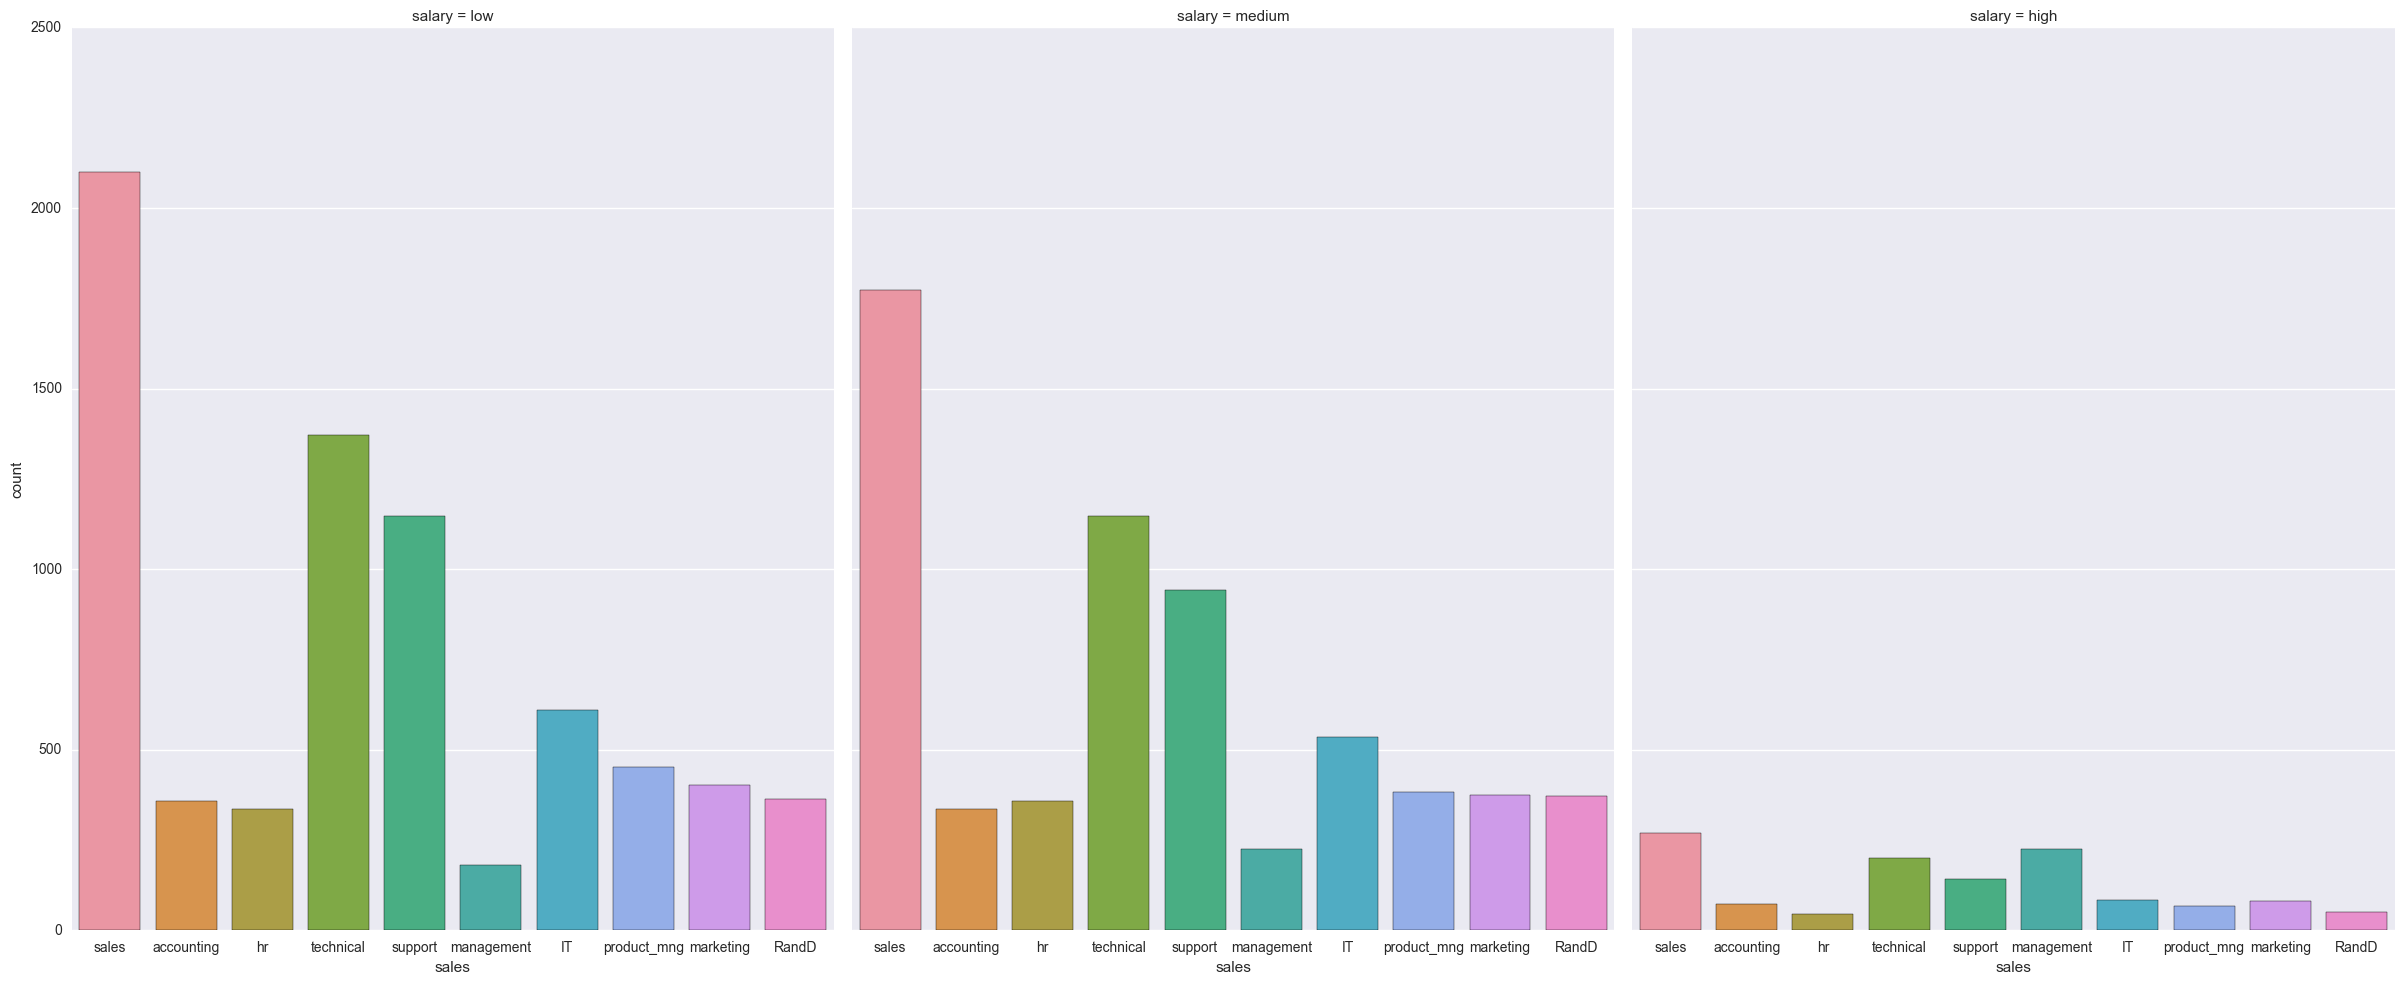 salary = low
salary = medium
salary = high
2500
2000
1500
1000
500
0
count
sales accounting hr technical support management IT product_mng marketing RandD
sales
sales accounting hr technical support management IT product_mng marketing RandD
sales
sales accounting hr technical support management IT product_mng marketing RandD
sales